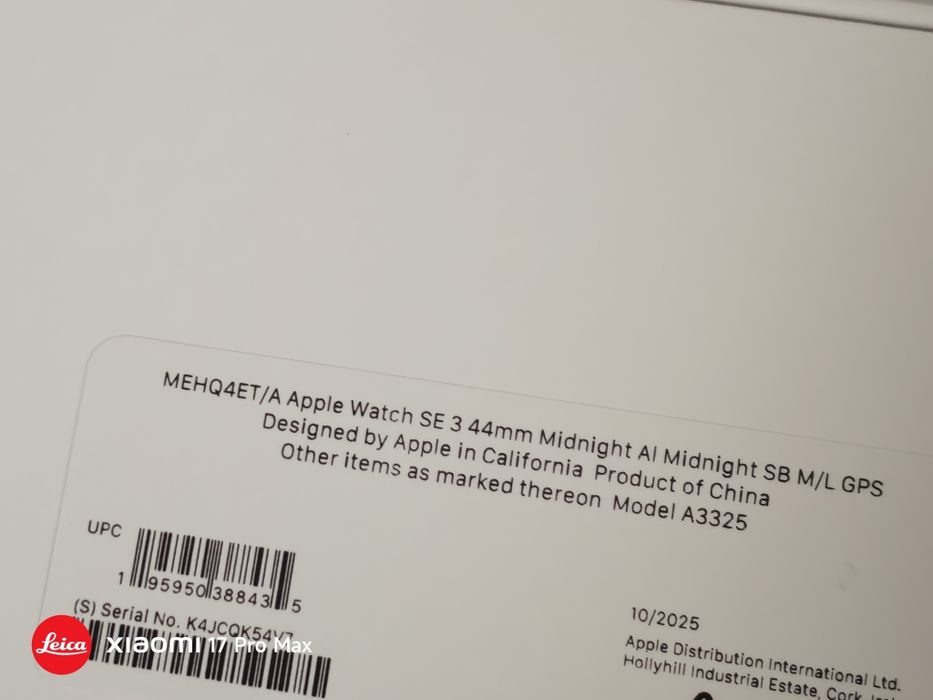 MEHQ4ET/A Apple Watch SE 3 44mm Midnight Al Midnight SB M/L GPS
Designed by Apple in California Product of China
Other items as marked thereon Model A3325
UPC
1 95950 38843 5
(S) Serial No.
10/2025
Apple Distribution International Ltd.
Hollyhill Industrial Estate, Cork,
Leica
XIAOMI 17 Pro Max